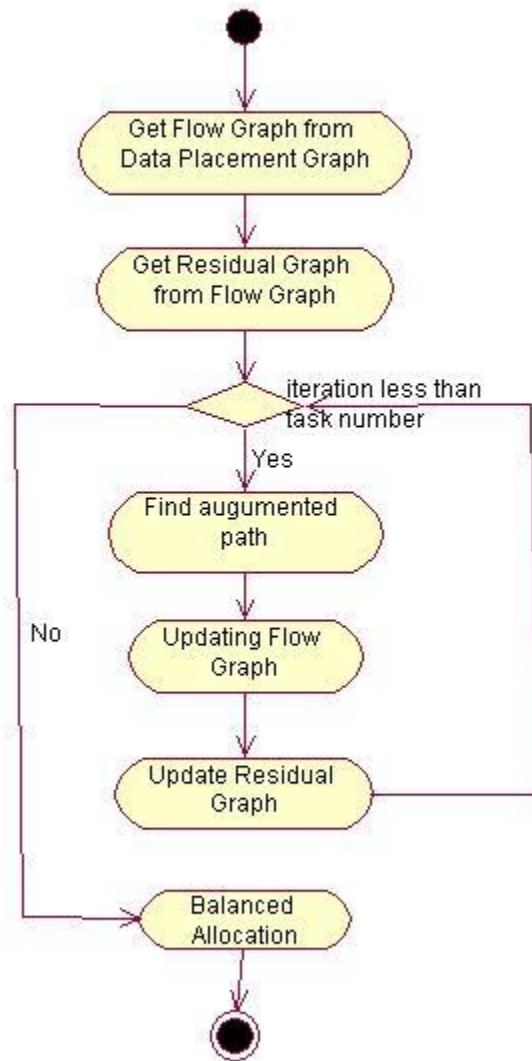 Get Flow Graph from
Data Placement Graph
Get Residual Graph
from Flow Graph
iteration less than
task number
Yes
Find augumented
path
No
Updating Flow
Graph
Update Residual
Graph
Balanced
Allocation